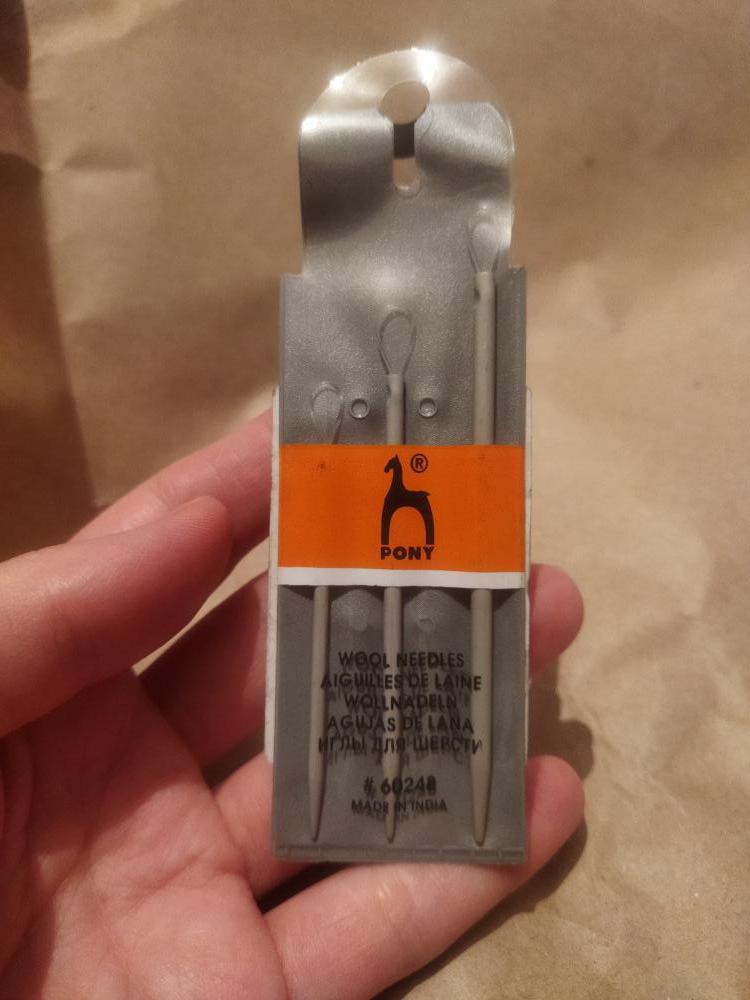 ®
PONY
WOOL NEEDLES
AIGUILLES DE LAINE
WOLLNADELN
AGUJAS DE LANA
ИГЛЫ ДЛЯ ШЕРСТИ
# 60248
MADE IN INDIA